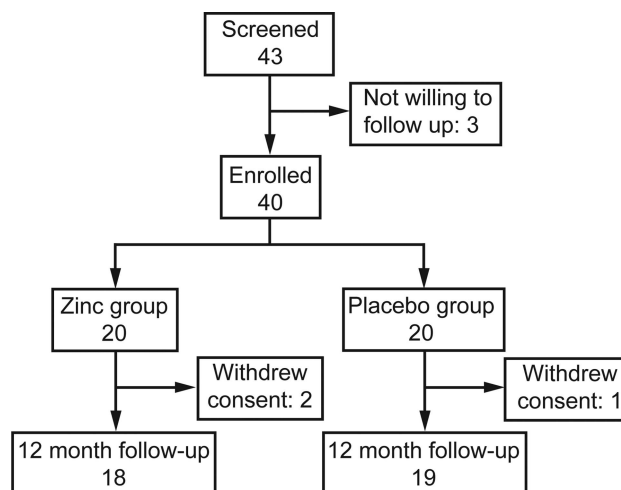 Screened
43
Not willing to
follow up: 3
Enrolled
40
Zinc group
20
Placebo group
20
Withdrew
consent: 2
Withdrew
consent: 1
12 month follow-up
18
12 month follow-up
19